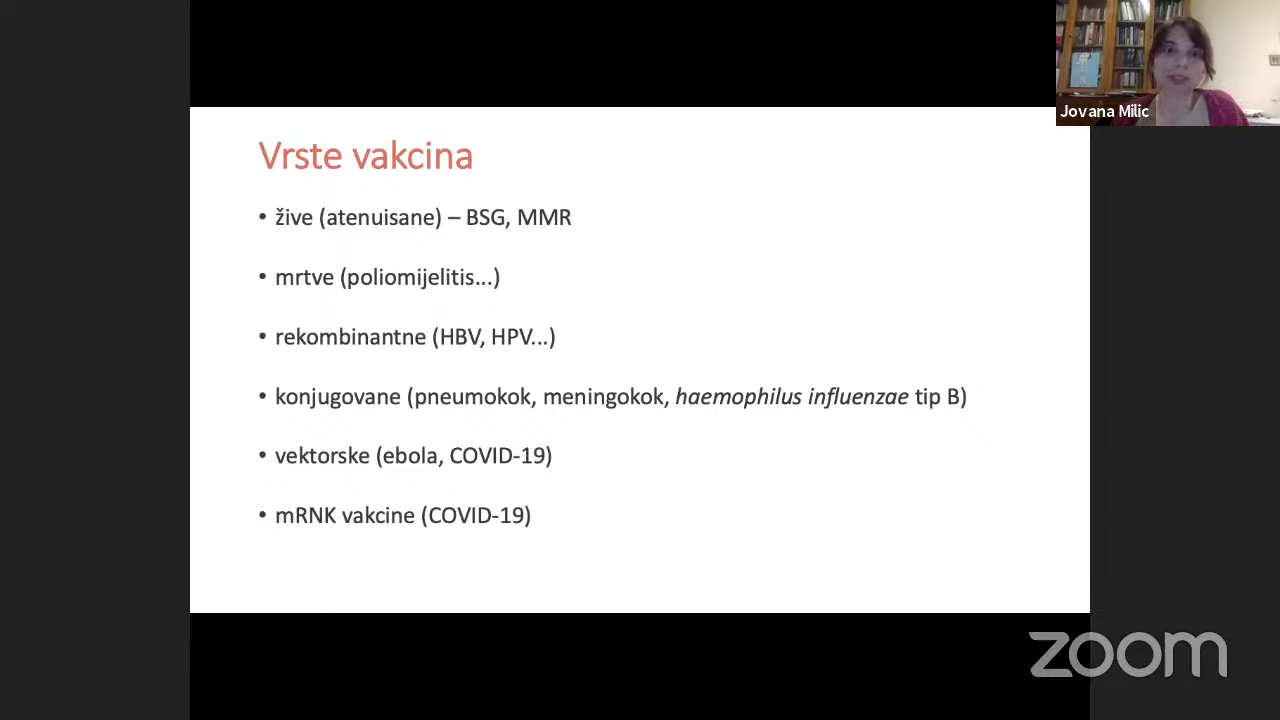 Jovana Milic
Vrste vakcina
• žive (atenuisane) – BSG, MMR
• mrtve (poliomijelitis...)
• rekombinantne (HBV, HPV...)
• konjugovane (pneumokok, meningokok, haemophilus influenzae tip B)
• vektorske (ebola, COVID-19)
• mRNK vakcine (COVID-19)
zoom